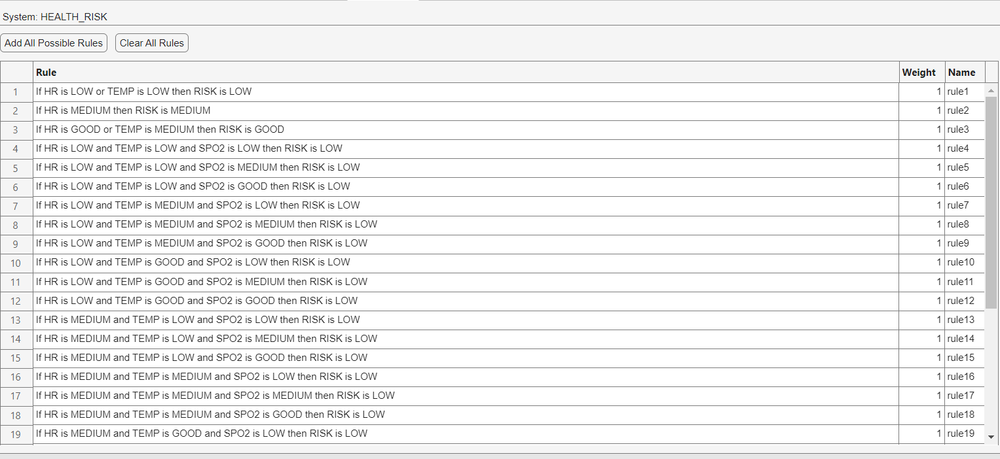 System: HEALTH_RISK
Add All Possible Rules Clear All Rules
Rule Weight Name
1 If HR is LOW or TEMP is LOW then RISK is LOW 1 rule1
2 If HR is MEDIUM then RISK is MEDIUM 1 rule2
3 If HR is GOOD or TEMP is MEDIUM then RISK is GOOD 1 rule3
4 If HR is LOW and TEMP is LOW and SPO2 is LOW then RISK is LOW 1 rule4
5 If HR is LOW and TEMP is LOW and SPO2 is MEDIUM then RISK is LOW 1 rule5
6 If HR is LOW and TEMP is LOW and SPO2 is GOOD then RISK is LOW 1 rule6
7 If HR is LOW and TEMP is MEDIUM and SPO2 is LOW then RISK is LOW 1 rule7
8 If HR is LOW and TEMP is MEDIUM and SPO2 is MEDIUM then RISK is LOW 1 rule8
9 If HR is LOW and TEMP is MEDIUM and SPO2 is GOOD then RISK is LOW 1 rule9
10 If HR is LOW and TEMP is GOOD and SPO2 is LOW then RISK is LOW 1 rule10
11 If HR is LOW and TEMP is GOOD and SPO2 is MEDIUM then RISK is LOW 1 rule11
12 If HR is LOW and TEMP is GOOD and SPO2 is GOOD then RISK is LOW 1 rule12
13 If HR is MEDIUM and TEMP is LOW and SPO2 is LOW then RISK is LOW 1 rule13
14 If HR is MEDIUM and TEMP is LOW and SPO2 is MEDIUM then RISK is LOW 1 rule14
15 If HR is MEDIUM and TEMP is LOW and SPO2 is GOOD then RISK is LOW 1 rule15
16 If HR is MEDIUM and TEMP is MEDIUM and SPO2 is LOW then RISK is LOW 1 rule16
17 If HR is MEDIUM and TEMP is MEDIUM and SPO2 is MEDIUM then RISK is LOW 1 rule17
18 If HR is MEDIUM and TEMP is MEDIUM and SPO2 is GOOD then RISK is LOW 1 rule18
19 If HR is MEDIUM and TEMP is GOOD and SPO2 is LOW then RISK is LOW 1 rule19